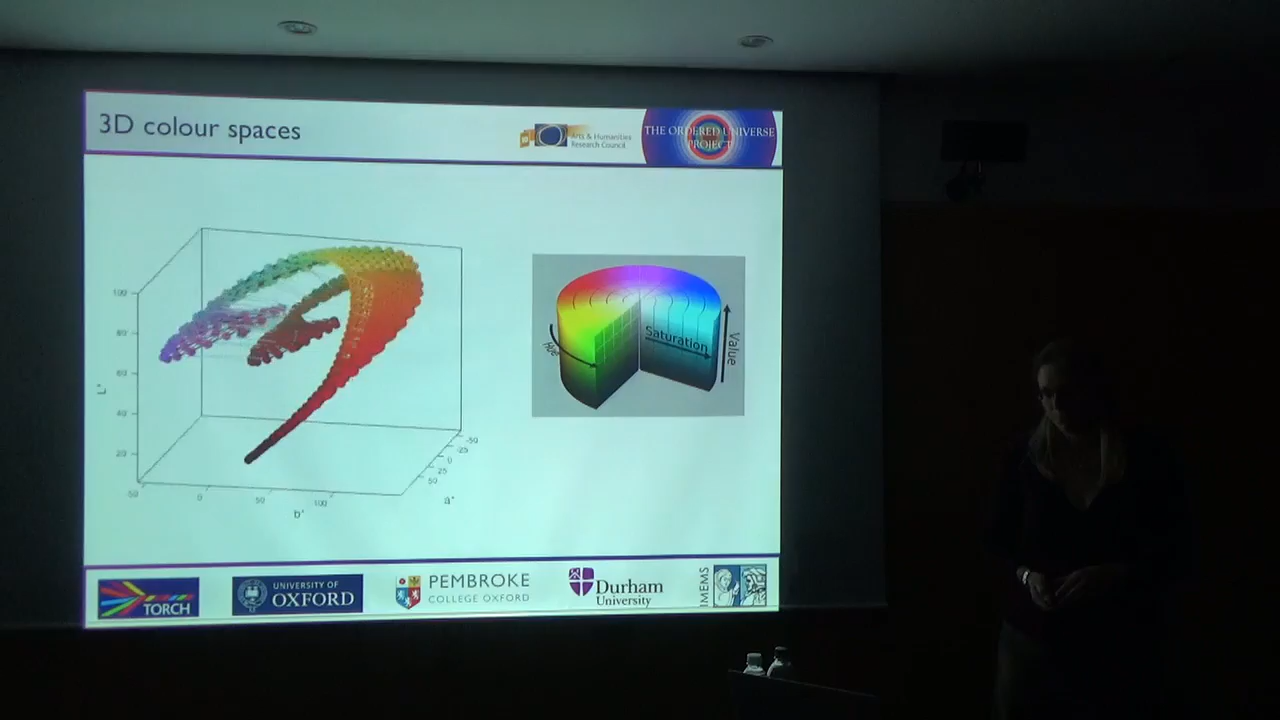 3D colour spaces
Arts & Humanities
Research Council
THE ORDERED UNIVERSE
PROJECT
100
80
60
40
20
L*
50
0
50
100
b*
-50
-25
0
25
50
a*
Hue
Saturation
Value
TORCH
UNIVERSITY OF
OXFORD
PEMBROKE
COLLEGE OXFORD
Durham
University
IMEMS